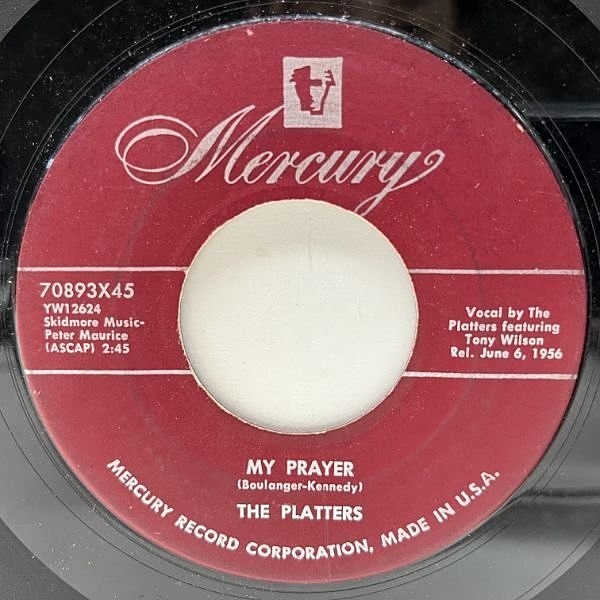 Mercury
70893X45
YW12624
Skidmore Music-
Peter Maurice
(ASCAP) 2:45
Vocal by The
Platters featuring
Tony Wilson
Rel. June 6, 1956
MY PRAYER
(Boulanger-Kennedy)
THE PLATTERS
MERCURY RECORD CORPORATION, MADE IN U.S.A.